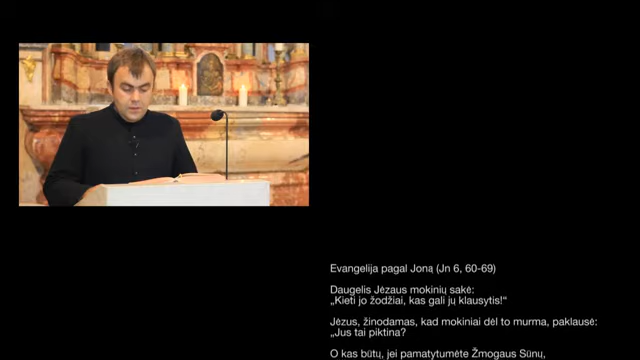 Evangelija pagal Joną (Jn 6, 60-69)
Daugelis Jėzaus mokinių sakė:
„Kieti jo žodžiai, kas gali jų klausytis!“
Jėzus, žinodamas, kad mokiniai dėl to murma, paklausė:
„Jus tai piktina?
O kas būtų, jei pamatytumėte Žmogaus Sūnų,